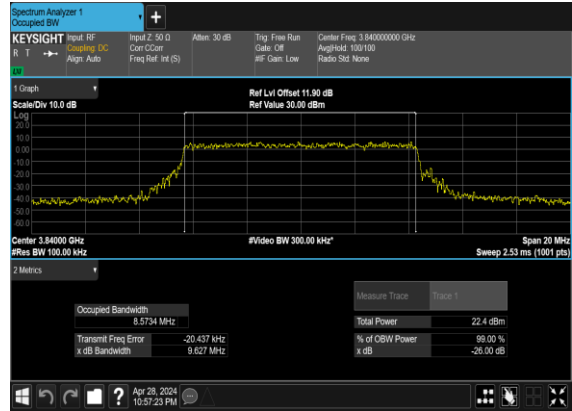 Spectrum Analyzer 1
Occupied BW
+
KEYSIGHT Input: RF Input Z: 50 Ω Atten: 30 dB Trig: Free Run Center Freq: 3.840000000 GHz
R T Coupling: DC Corr CCorr Gate: Off Avg|Hold: 100/100
Align: Auto Freq Ref: Int (S) #IF Gain: Low Radio Std: None
LW
1 Graph
Ref Lvl Offset 11.90 dB
Scale/Div 10.0 dB Ref Value 30.00 dBm
Log
20.0
10.0
0.00
-10.0
-20.0
-30.0
-40.0
-50.0
-60.0
Center 3.84000 GHz #Video BW 300.00 kHz* Span 20 MHz
#Res BW 100.00 kHz Sweep 2.53 ms (1001 pts)
2 Metrics
Measure Trace Trace 1
Occupied Bandwidth
8.5734 MHz Total Power 22.4 dBm
Transmit Freq Error -20.437 kHz % of OBW Power 99.00 %
x dB Bandwidth 9.627 MHz x dB -26.00 dB
? Apr 28, 2024
10:57:23 PM